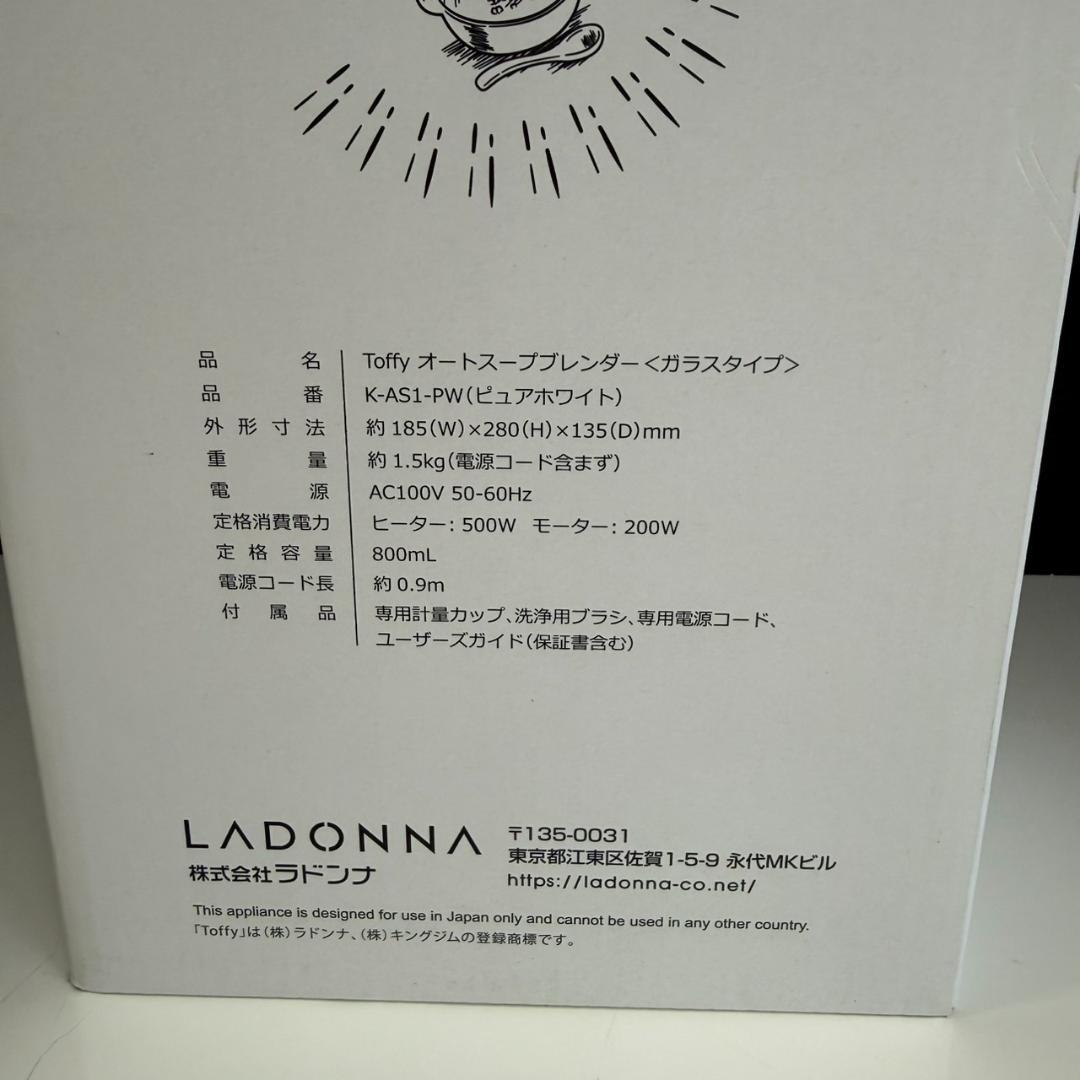 品名 Toffy オートスープブレンダー<ガラスタイプ>
品番 K-AS1-PW(ピュアホワイト)
外形寸法 約185(W)×280(H)×135(D)mm
重量 約1.5kg(電源コード含まず)
電源 AC100V 50-60Hz
定格消費電力 ヒーター: 500W モーター: 200W
定格容量 800mL
電源コード長 約0.9m
付属品 専用計量カップ、洗浄用ブラシ、専用電源コード、
ユーザーズガイド(保証書含む)
LADONNA
株式会社ラドンナ
〒135-0031
東京都江東区佐賀1-5-9 永代MKビル
https://ladonna-co.net/
This appliance is designed for use in Japan only and cannot be used in any other country.
「Toffy」は(株)ラドンナ、(株)キングジムの登録商標です。